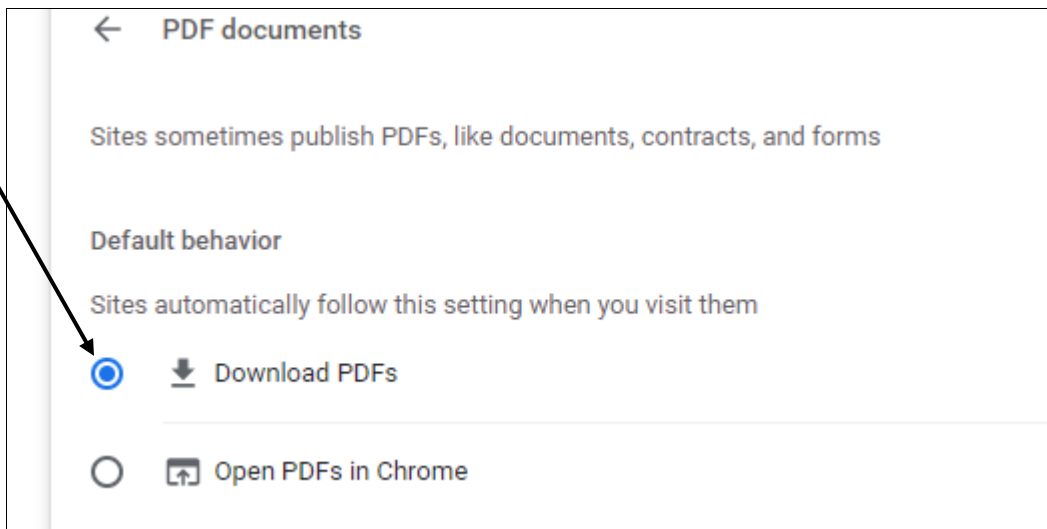 PDF documents
Sites sometimes publish PDFs, like documents, contracts, and forms
Default behavior
Sites automatically follow this setting when you visit them
Download PDFs
Open PDFs in Chrome